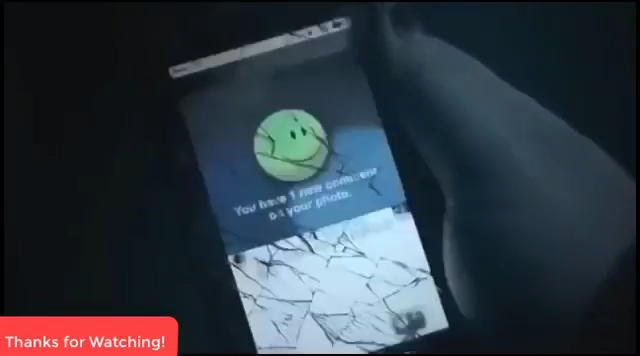 You have 1 new comment
on your photo.
Thanks for Watching!